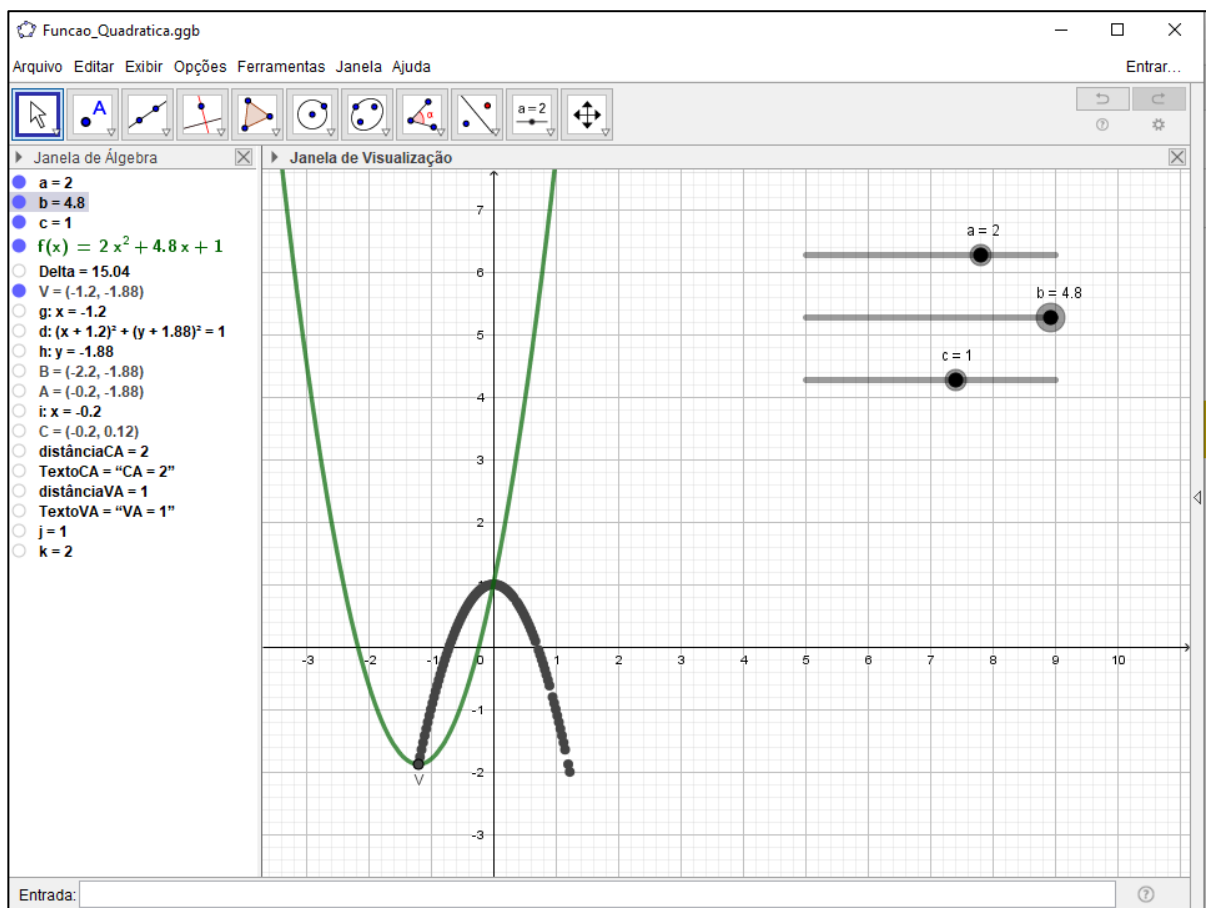 Funcao_Quadratica.ggb
Arquivo Editar Exibir Opções Ferramentas Janela Ajuda Entrar...
A
α
a = 2
Janela de Álgebra
Janela de Visualização
a = 2
b = 4.8
c = 1
f(x) = 2 x² + 4.8 x + 1
Delta = 15.04
V = (-1.2, -1.88)
g: x = -1.2
d: (x + 1.2)² + (y + 1.88)² = 1
h: y = -1.88
B = (-2.2, -1.88)
A = (-0.2, -1.88)
i: x = -0.2
C = (-0.2, 0.12)
distânciaCA = 2
TextoCA = “CA = 2”
distânciaVA = 1
TextoVA = “VA = 1”
j = 1
k = 2
a = 2
b = 4.8
c = 1
7
6
5
4
3
2
1
-3 -2 -1 0 1 2 3 4 5 6 7 8 9 10
-1
-2
-3
V
Entrada: